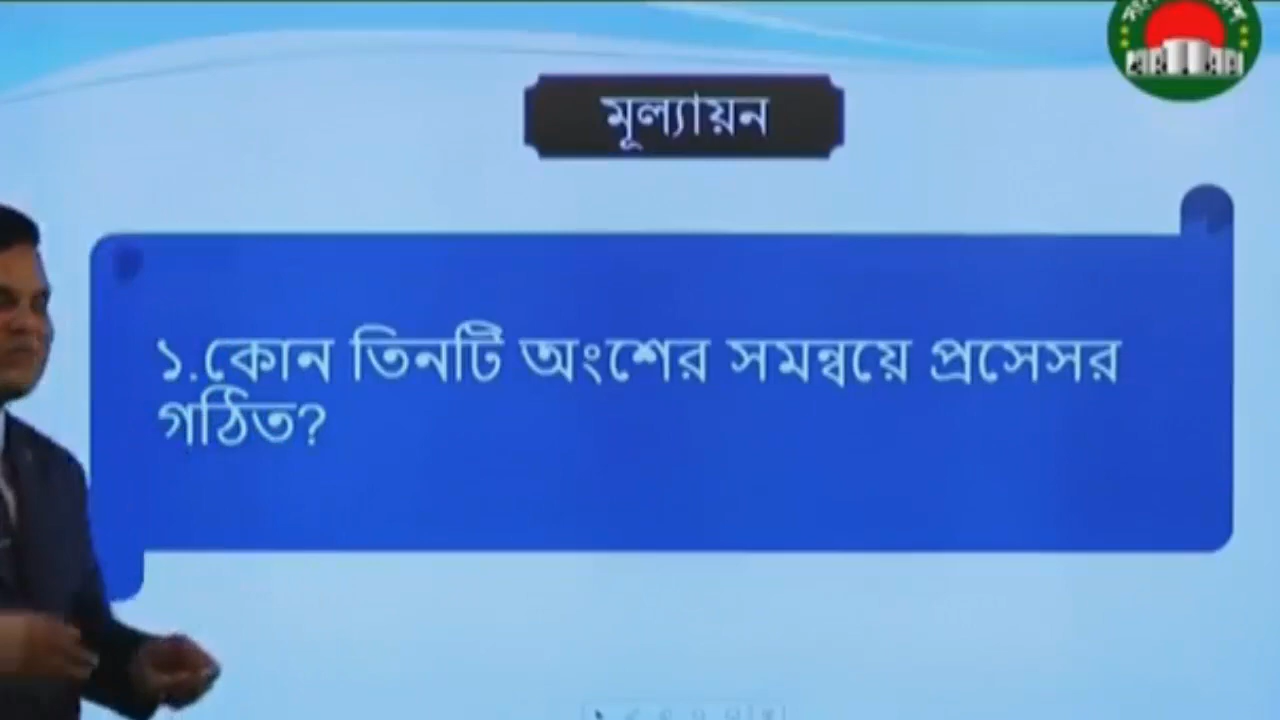 মূল্যায়ন
১.কোন তিনটি অংশের সমন্বয়ে প্রসেসর
গঠিত?